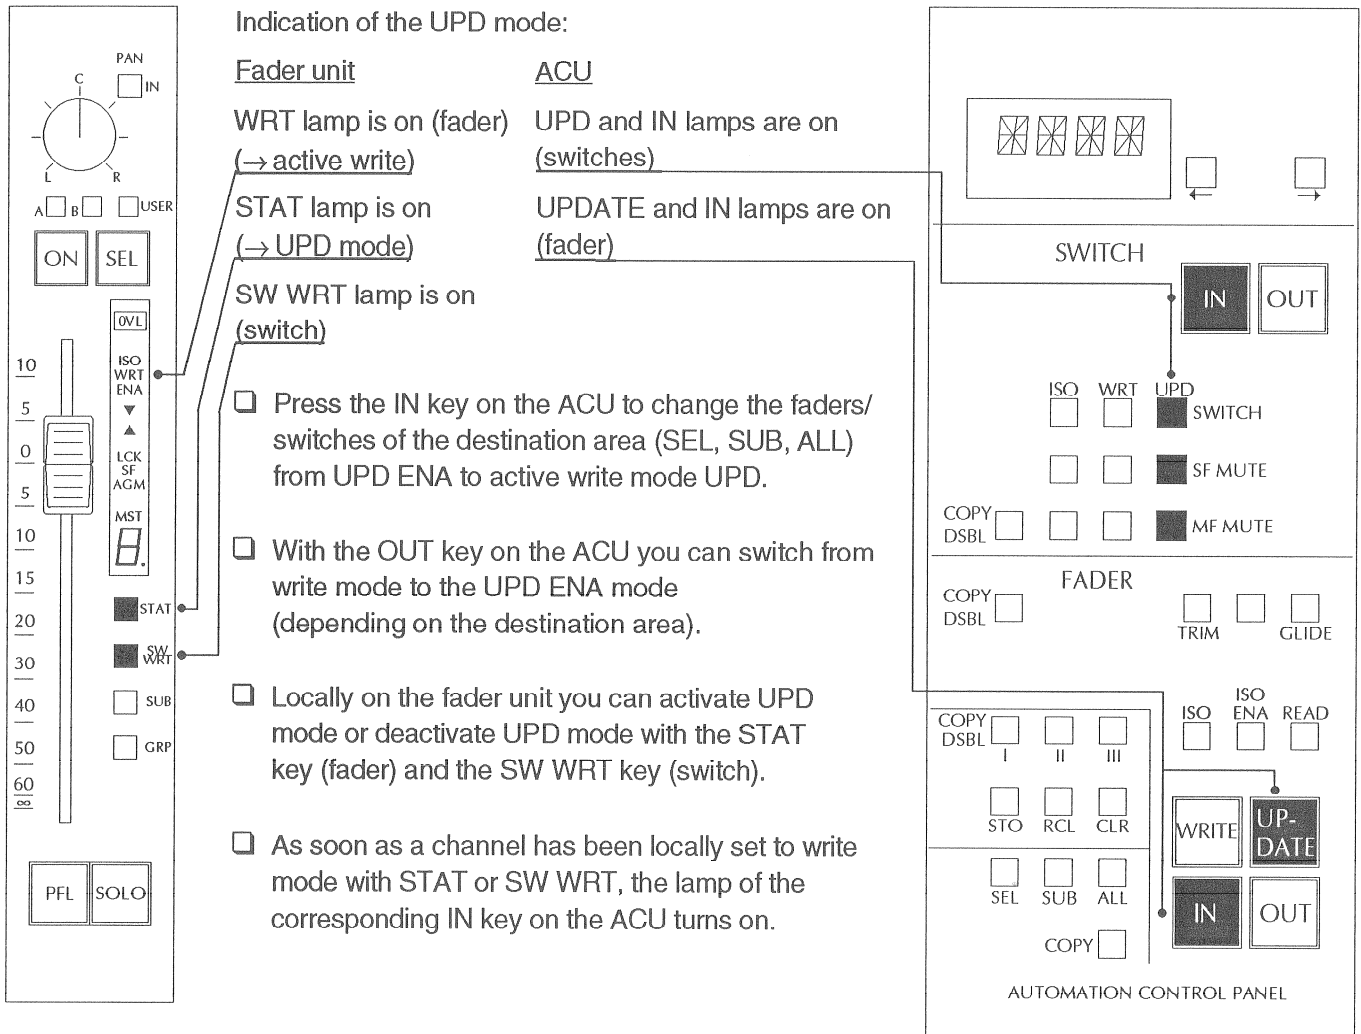 Indication of the UPD mode:
Fader unit
ACU
WRT lamp is on (fader)
(→ active write)
UPD and IN lamps are on
(switches)
STAT lamp is on
(→ UPD mode)
UPDATE and IN lamps are on
(fader)
SW WRT lamp is on
(switch)
❑ Press the IN key on the ACU to change the faders/
switches of the destination area (SEL, SUB, ALL)
from UPD ENA to active write mode UPD.
❑ With the OUT key on the ACU you can switch from
write mode to the UPD ENA mode
(depending on the destination area).
❑ Locally on the fader unit you can activate UPD
mode or deactivate UPD mode with the STAT
key (fader) and the SW WRT key (switch).
❑ As soon as a channel has been locally set to write
mode with STAT or SW WRT, the lamp of the
corresponding IN key on the ACU turns on.
PAN
C
IN
L R
A B USER
ON SEL
OVL
ISO
WRT
ENA
▼
▲
LCK
SF
AGM
MST
8.
10
5
0
5
10
15
20
30
40
50
60
∞
STAT
SW
WRT
SUB
GRP
PFL SOLO
← →
SWITCH
IN OUT
ISO WRT UPD
SWITCH
SF MUTE
COPY
DSBL
MF MUTE
FADER
COPY
DSBL
TRIM GLIDE
ISO
ISO
ENA
READ
COPY
DSBL
I II III
STO RCL CLR
WRITE
UP-
DATE
SEL SUB ALL
IN OUT
COPY
AUTOMATION CONTROL PANEL